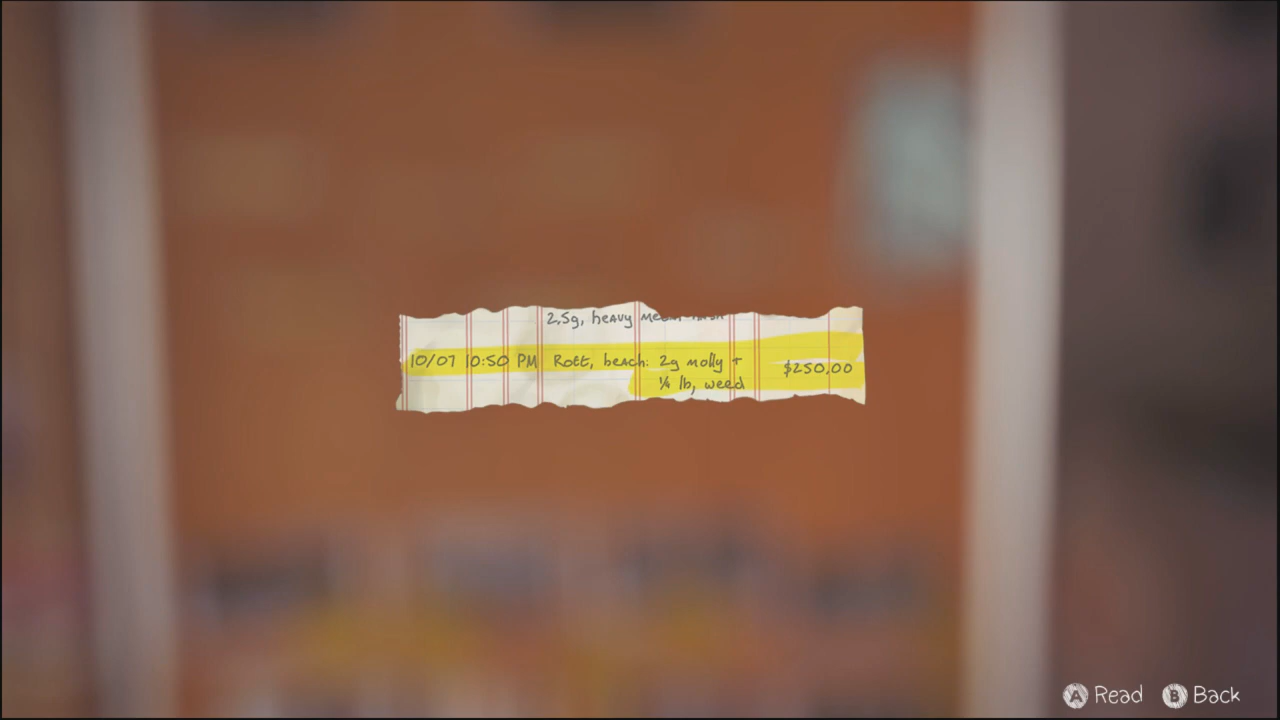 2.5g, heavy
10/07 10:50 PM Rott, beach: 2g molly + $250.00
¼ lb, weed
A Read B Back